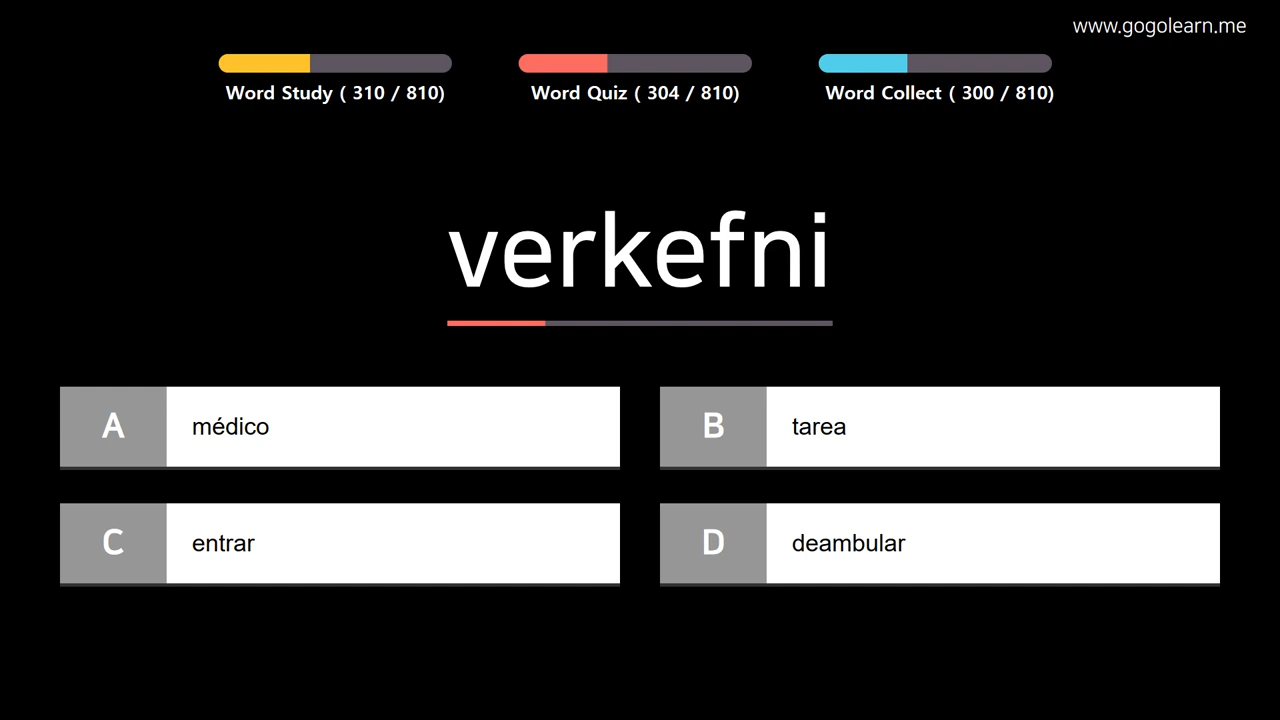 www.gogolearn.me
Word Study ( 310 / 810)
Word Quiz ( 304 / 810)
Word Collect ( 300 / 810)
verkefni
A médico
B tarea
C entrar
D deambular